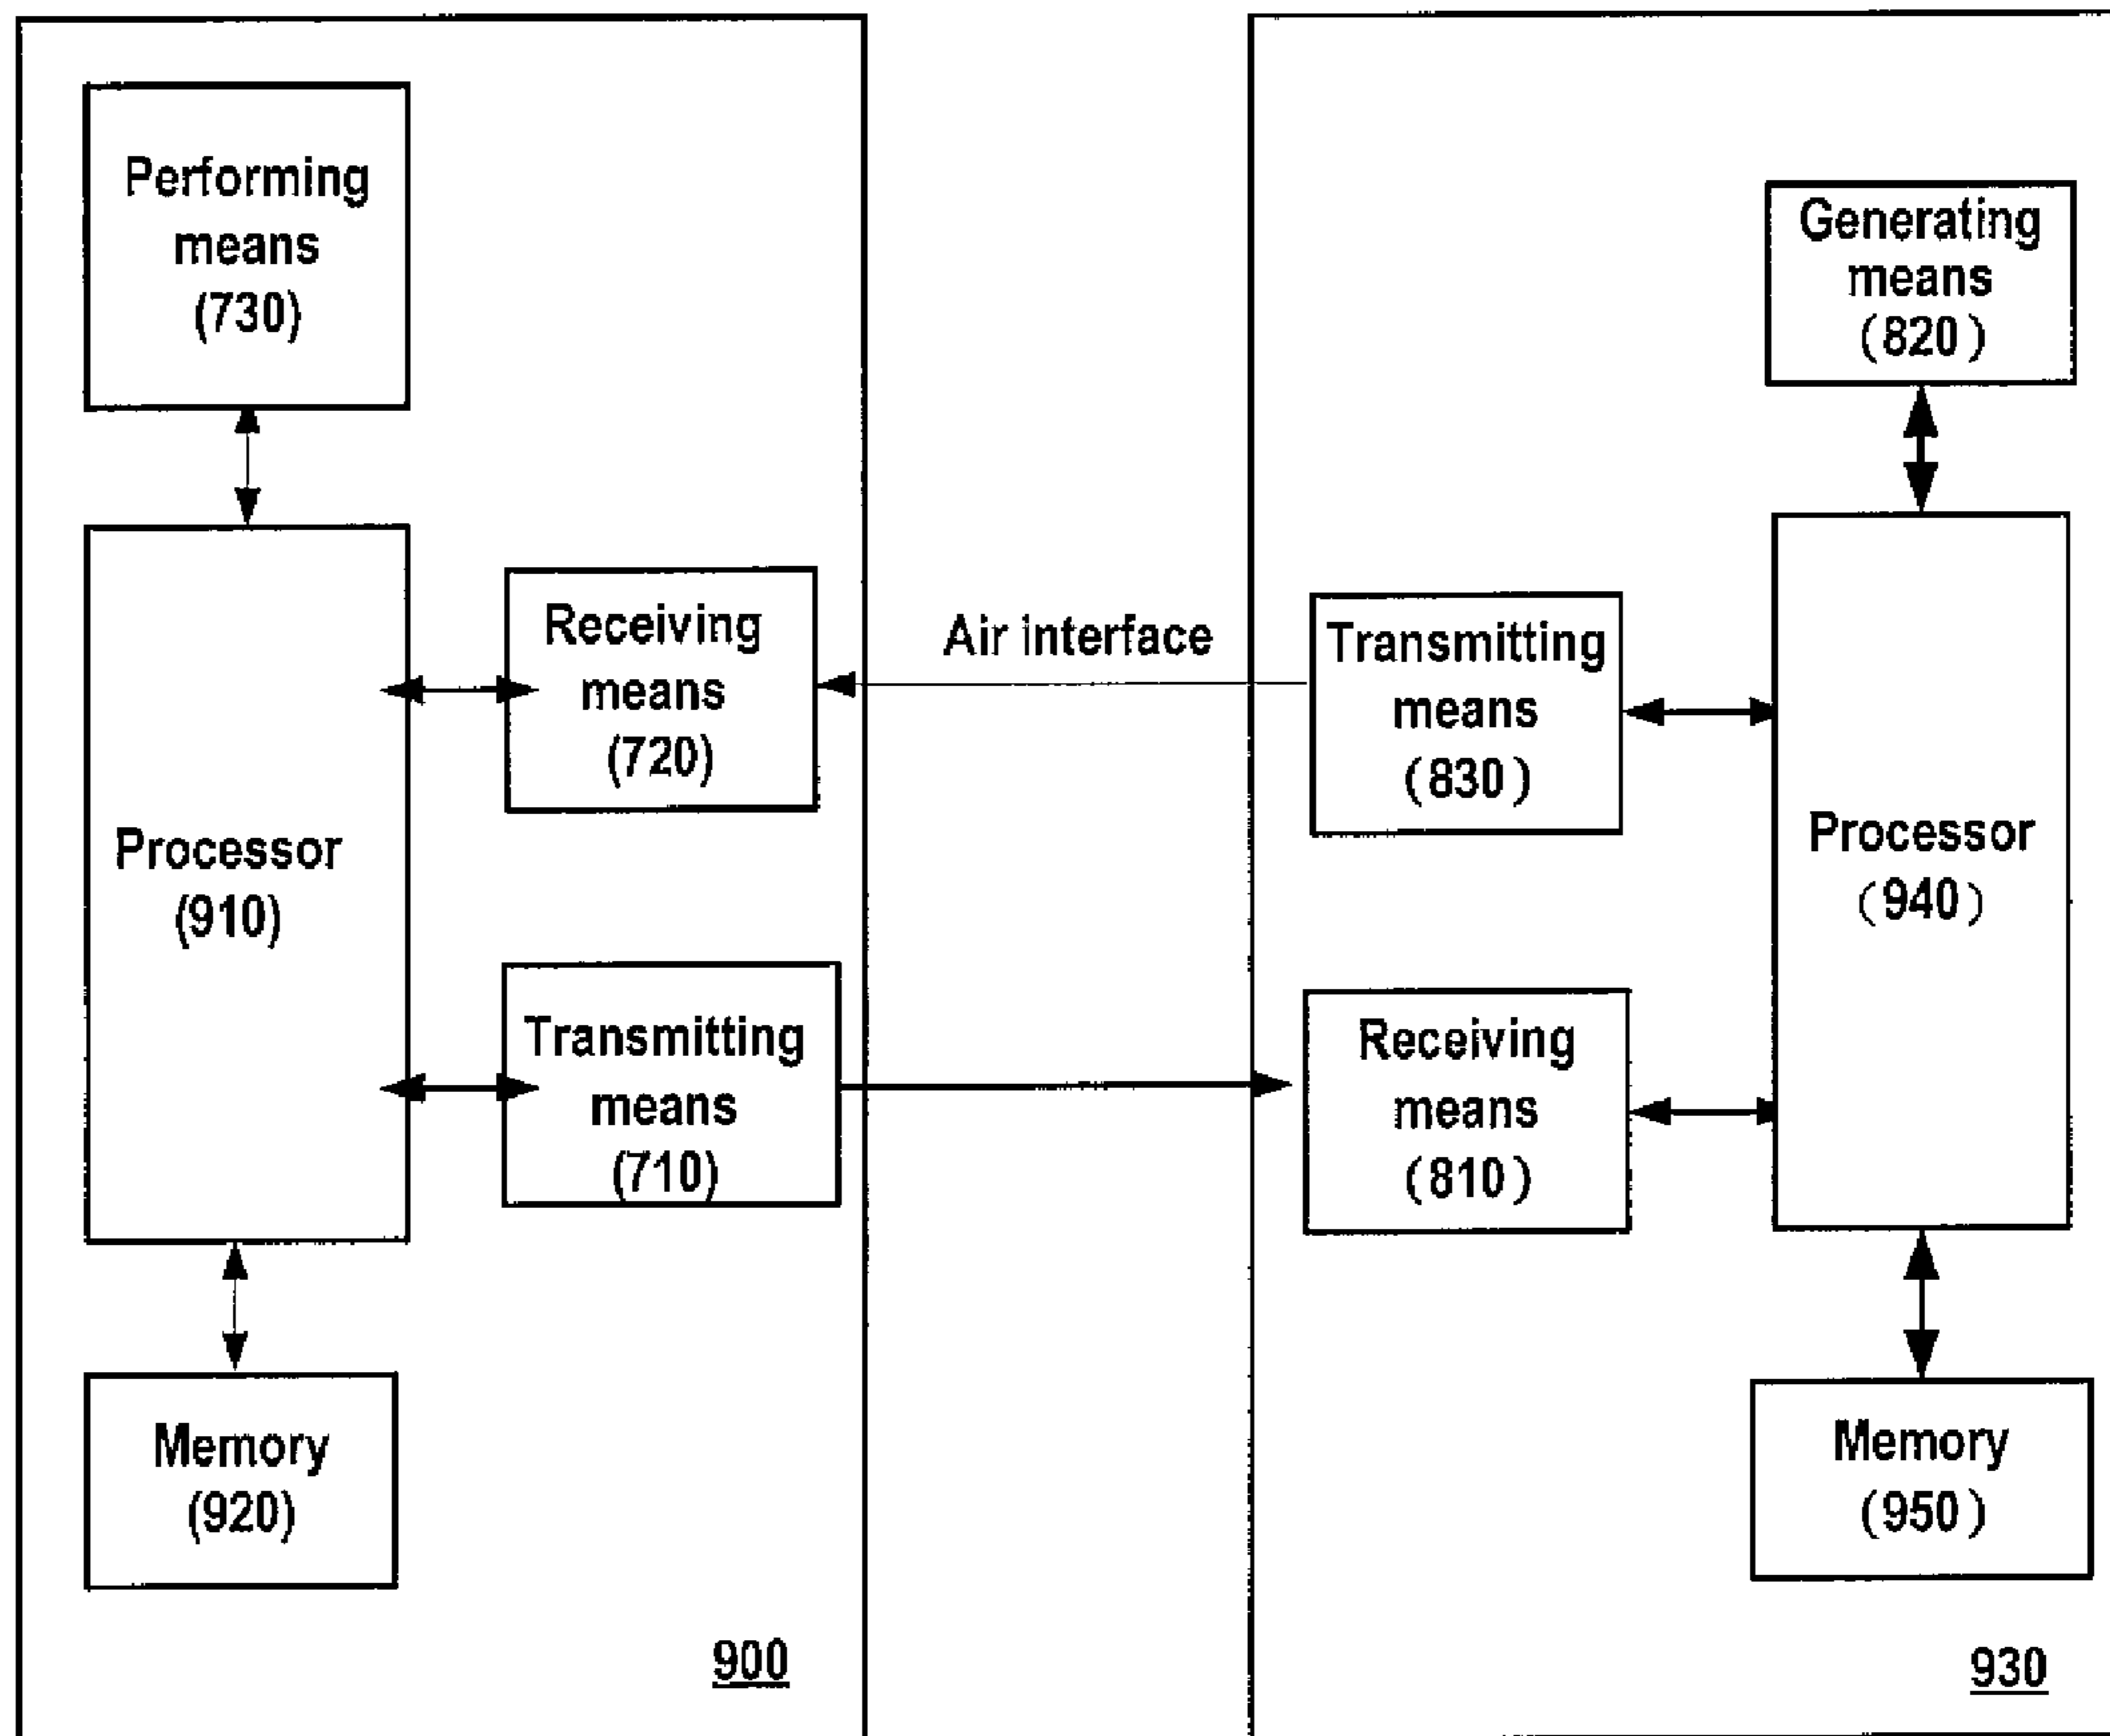 Performing
means
(730)
Generating
means
(820)
Receiving
means
(720)
Air interface
Transmitting
means
(830)
Processor
(910)
Processor
(940)
Transmitting
means
(710)
Receiving
means
(810)
Memory
(920)
Memory
(950)
900
930